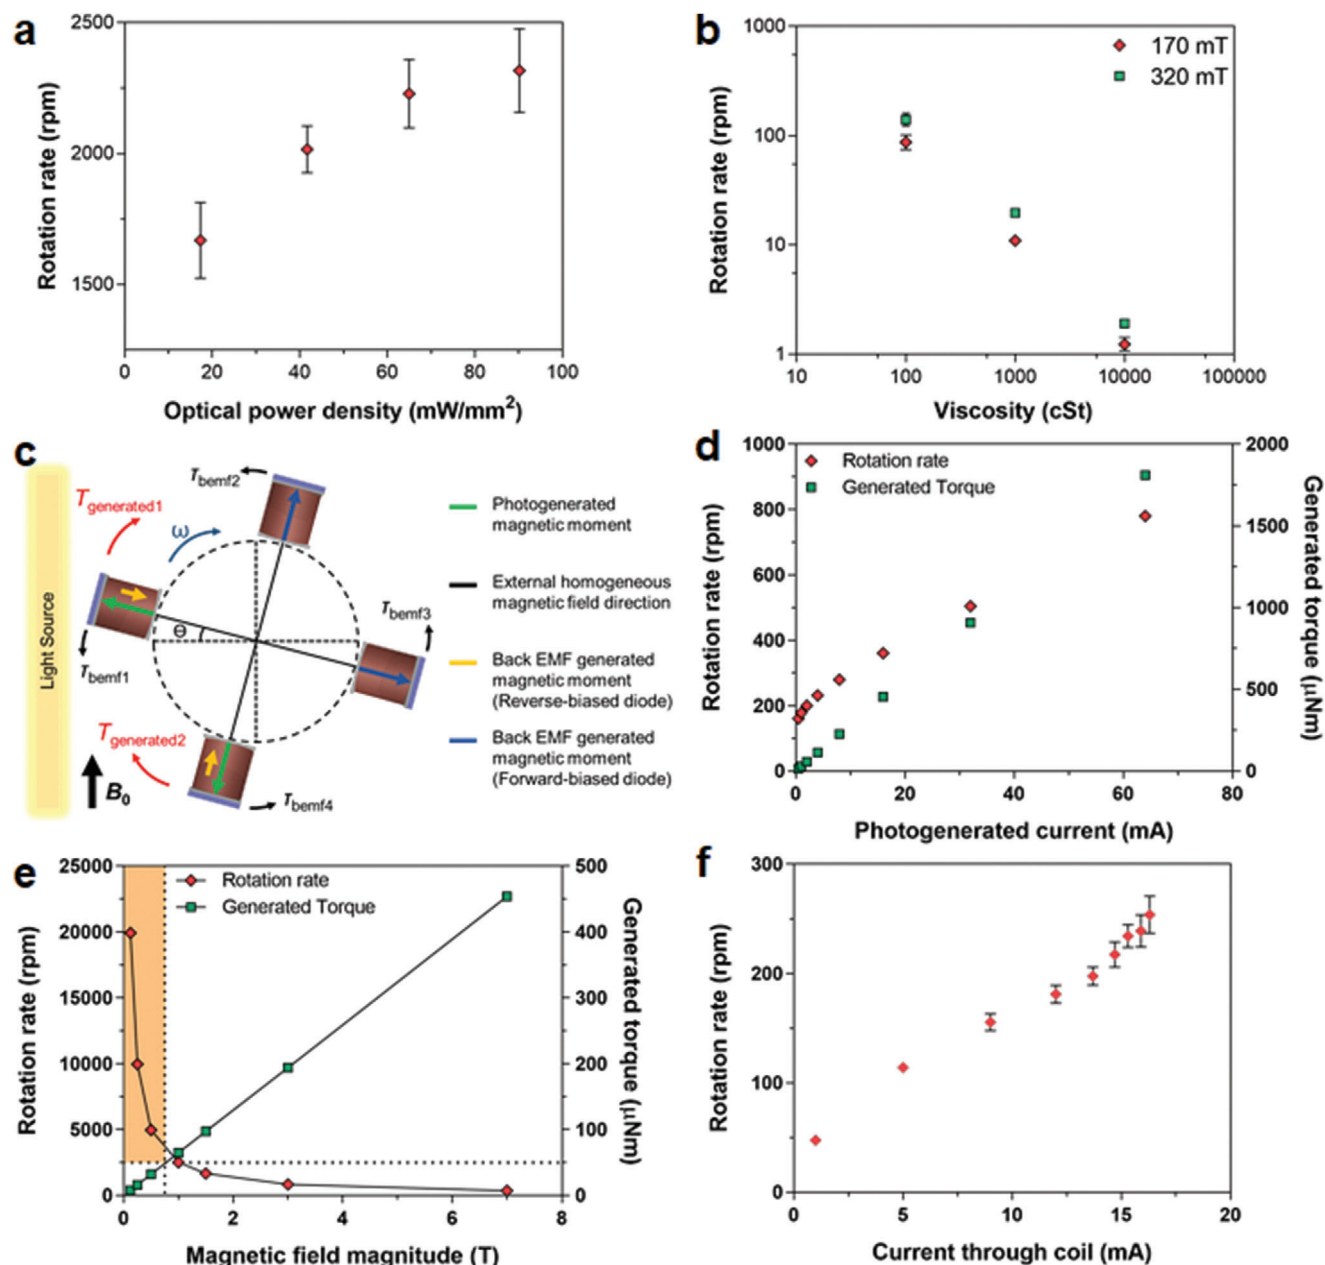 a
2500
2000
1500
Rotation rate (rpm)
0 20 40 60 80 100
Optical power density (mW/mm²)
b
1000
100
10
1
Rotation rate (rpm)
170 mT
320 mT
10 100 1000 10000 100000
Viscosity (cSt)
c
Light Source
Tgenerated1
Tbemf2
ω
Tbemf3
Θ
Tbemf1
Tgenerated2
Tbemf4
B0
Photogenerated
magnetic moment
External homogeneous
magnetic field direction
Back EMF generated
magnetic moment
(Reverse-biased diode)
Back EMF generated
magnetic moment
(Forward-biased diode)
d
1000
800
600
400
200
0
Rotation rate (rpm)
Rotation rate
Generated Torque
2000
1500
1000
500
0
Generated torque (μNm)
0 20 40 60 80
Photogenerated current (mA)
e
25000
20000
15000
10000
5000
0
Rotation rate (rpm)
Rotation rate
Generated Torque
500
400
300
200
100
0
Generated torque (μNm)
0 2 4 6 8
Magnetic field magnitude (T)
f
300
200
100
0
Rotation rate (rpm)
0 5 10 15 20
Current through coil (mA)